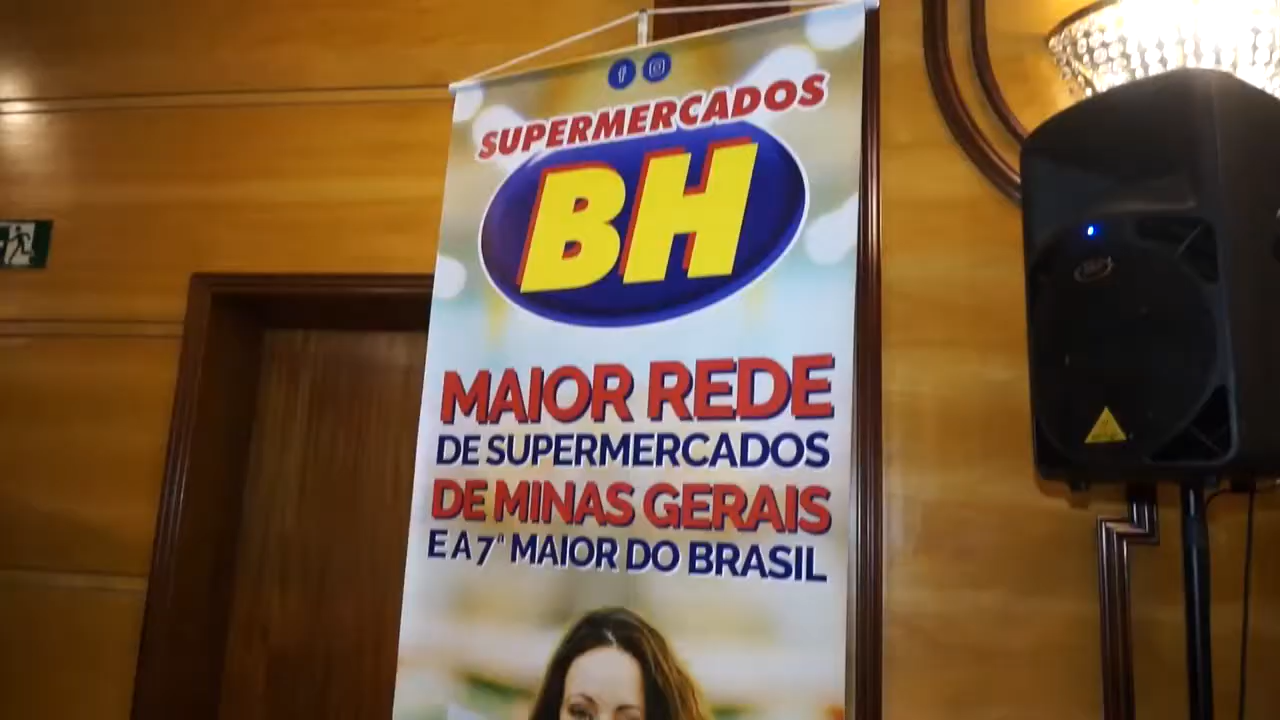 SUPERMERCADOS
BH
MAIOR REDE
DE SUPERMERCADOS
DE MINAS GERAIS
E A 7ª MAIOR DO BRASIL